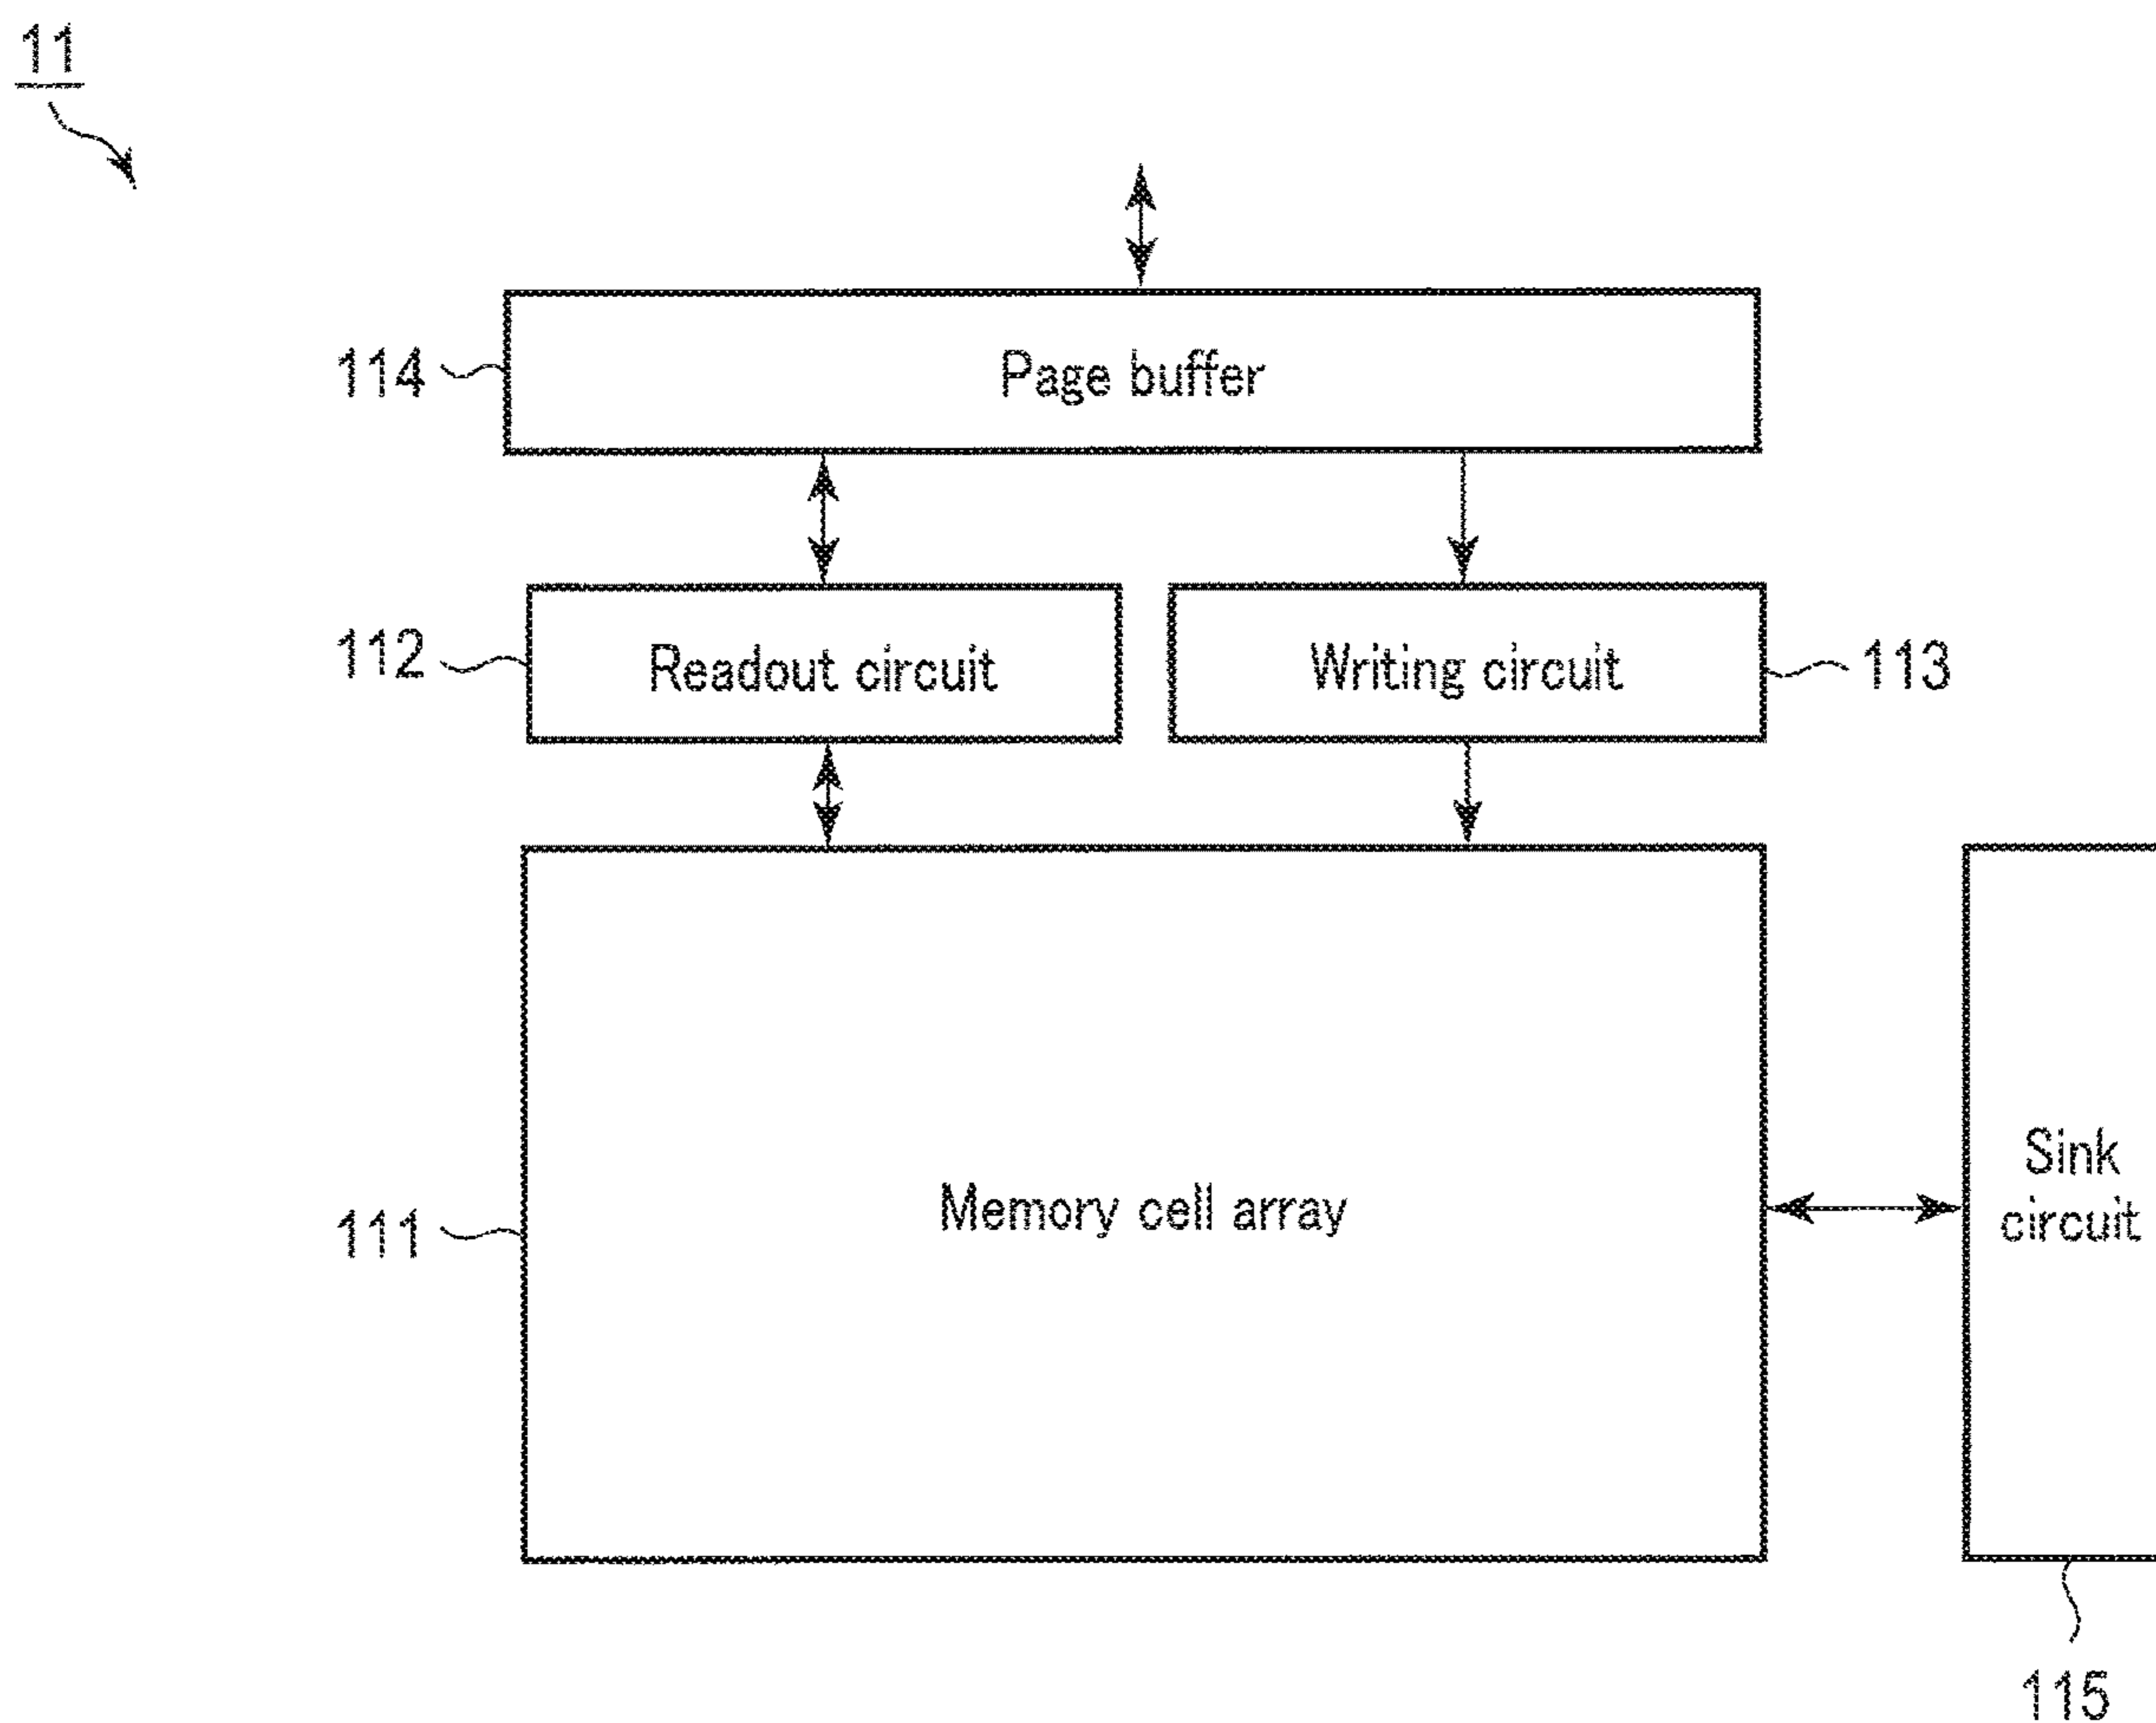 11
114
Page buffer
112
Readout circuit
Writing circuit
113
111
Memory cell array
Sink
circuit
115